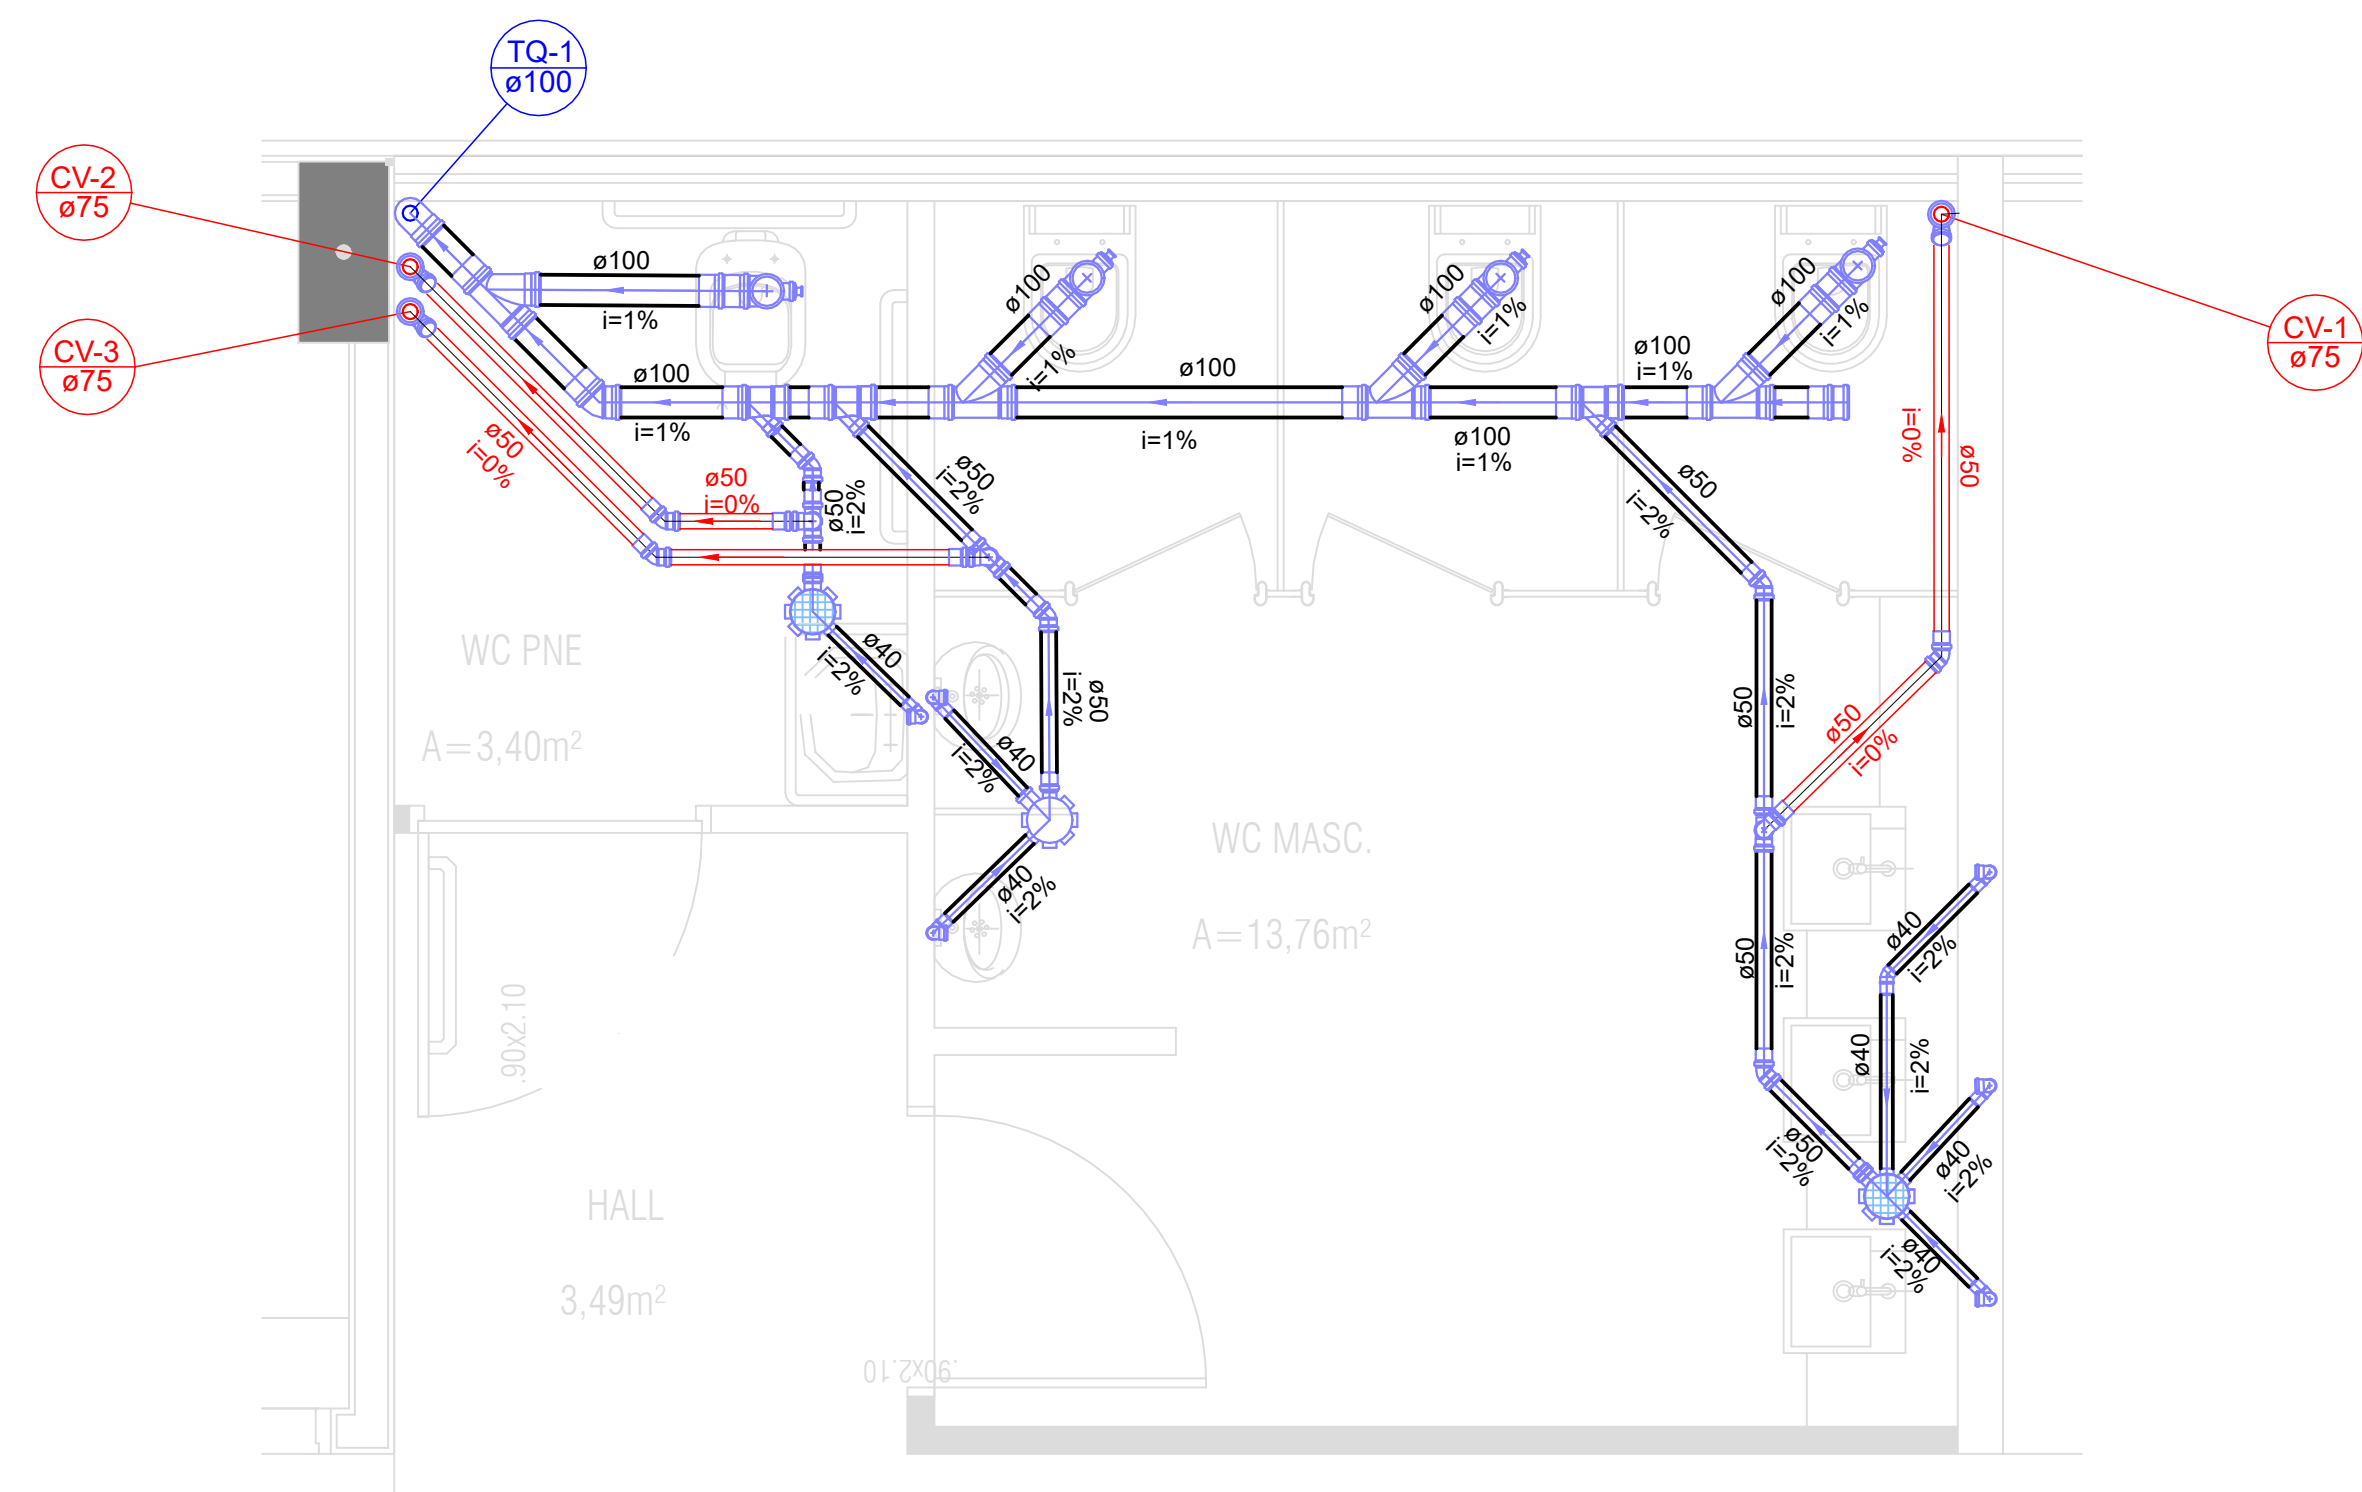 TQ-1
ø100
CV-2
ø75
CV-3
ø75
CV-1
ø75
ø100
i=1%
ø100
i=1%
ø100
i=1%
ø100
i=1%
ø100
i=1%
ø100
i=1%
ø100
i=1%
ø100
i=1%
ø50
i=0%
ø50
i=0%
ø50
i=2%
ø50
i=2%
ø50
i=2%
i=0%
ø50
WC PNE
A=3,40m²
ø40
i=2%
ø40
i=2%
ø50
i=2%
ø40
i=2%
ø50
i=2%
ø50
i=0%
WC MASC.
A=13,76m²
ø50
i=2%
ø40
i=2%
ø40
i=2%
ø50
i=2%
ø40
i=2%
ø40
i=2%
.90x2.10
HALL
3,49m²
.90x2.10